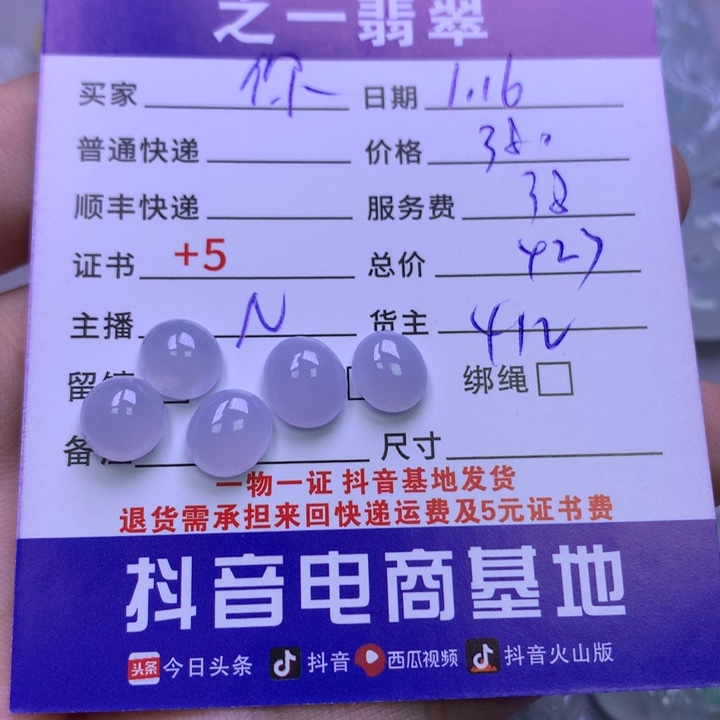 之一翡翠
买家 你 日期 1.16
普通快递 价格 380
顺丰快递 服务费 38
证书 +5 总价 427
主播 N 货主 412
留 绑绳
备 尺寸
一物一证 抖音基地发货
退货需承担来回快递运费及5元证书费
抖音电商基地
头条 今日头条 抖音 西瓜视频 抖音火山版